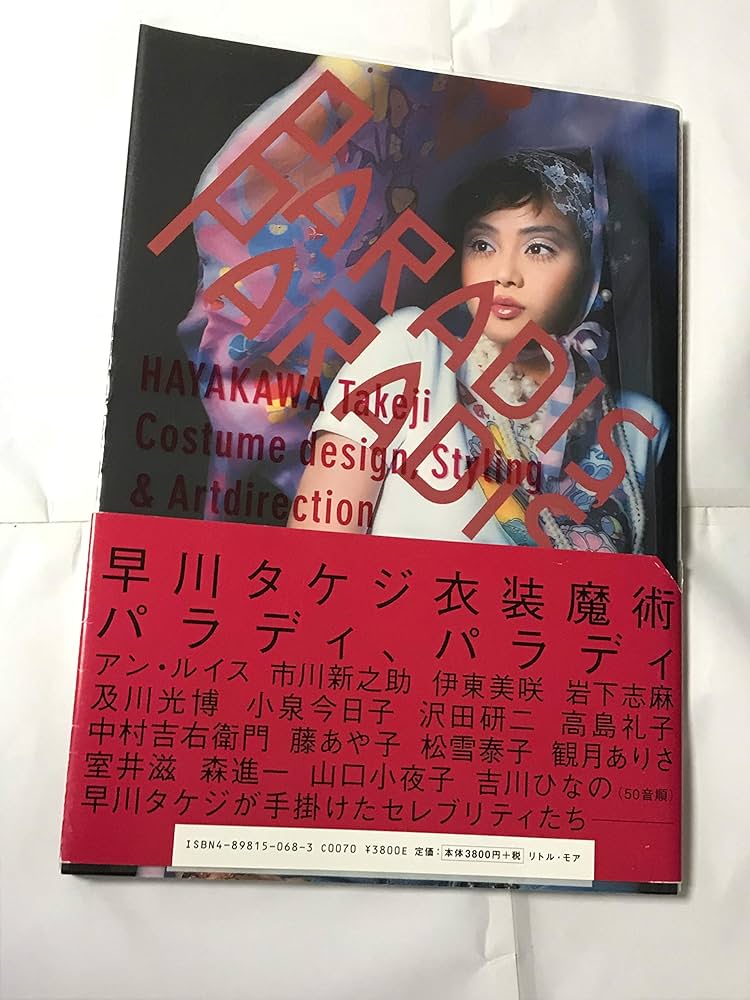 PARADIS,
PARADIS
HAYAKAWA Takeji
Costume design, Styling
& Artdirection
早川タケジ衣装魔術
パラディ、パラディ
アン・ルイス 市川新之助 伊東美咲 岩下志麻
及川光博 小泉今日子 沢田研二 高島礼子
中村吉右衛門 藤あや子 松雪泰子 観月ありさ
室井滋 森進一 山口小夜子 吉川ひなの(50音順)
早川タケジが手掛けたセレブリティたち――
ISBN4-89815-068-3 C0070 ¥3800E 定価:本体3800円+税 リトル・モア